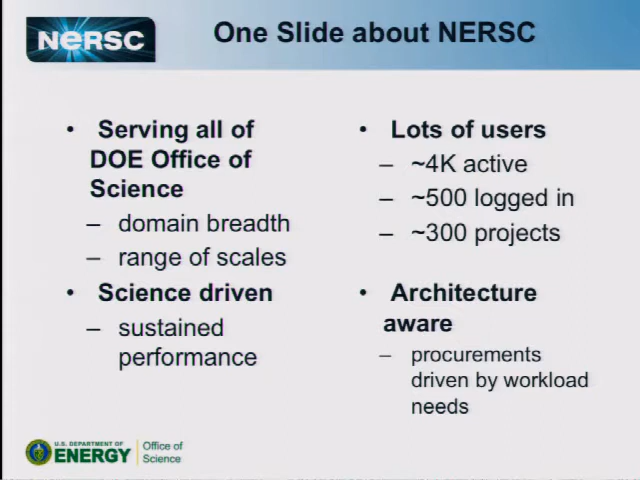 NERSC
One Slide about NERSC
• Serving all of
DOE Office of
Science
– domain breadth
– range of scales
• Science driven
– sustained
performance
• Lots of users
– ~4K active
– ~500 logged in
– ~300 projects
• Architecture
aware
– procurements
driven by workload
needs
U.S. DEPARTMENT OF
ENERGY
Office of
Science